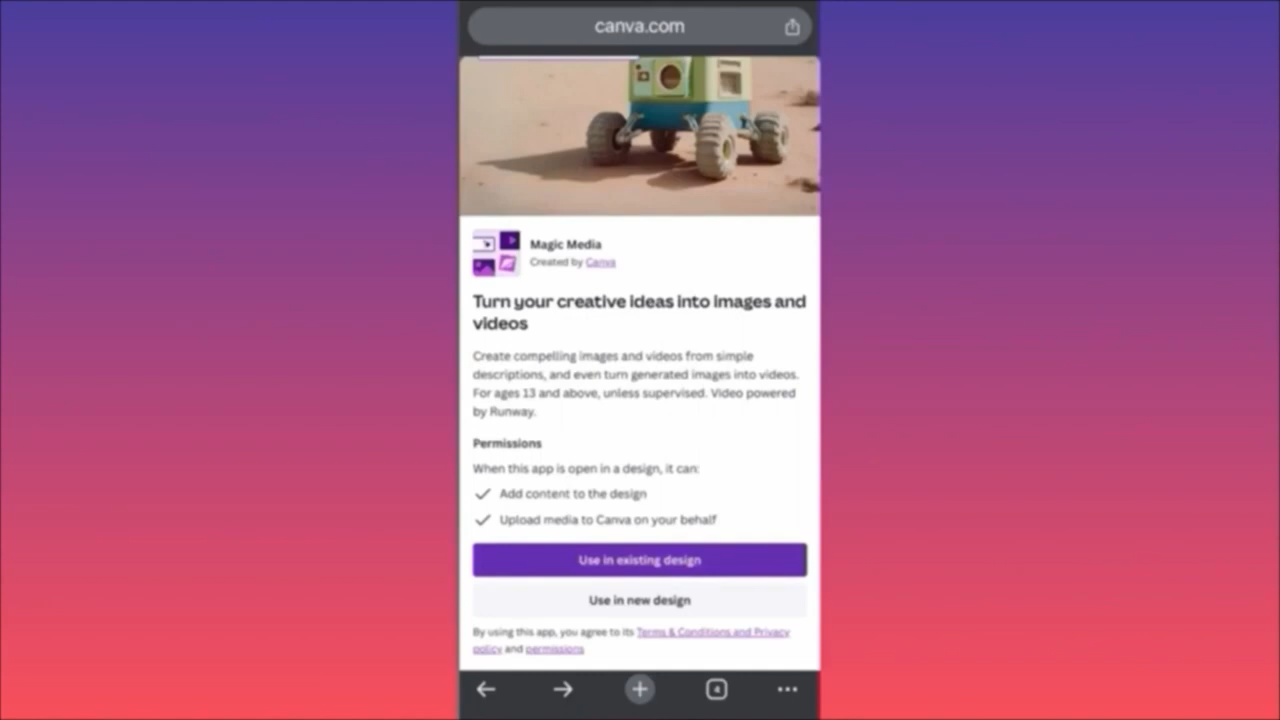 canva.com
Magic Media
Created by Canva
Turn your creative ideas into images and
videos
Create compelling images and videos from simple
descriptions, and even turn generated images into videos.
For ages 13 and above, unless supervised. Video powered
by Runway.
Permissions
When this app is open in a design, it can:
Add content to the design
Upload media to Canva on your behalf
Use in existing design
Use in new design
By using this app, you agree to its Terms & Conditions and Privacy
policy and permissions
4